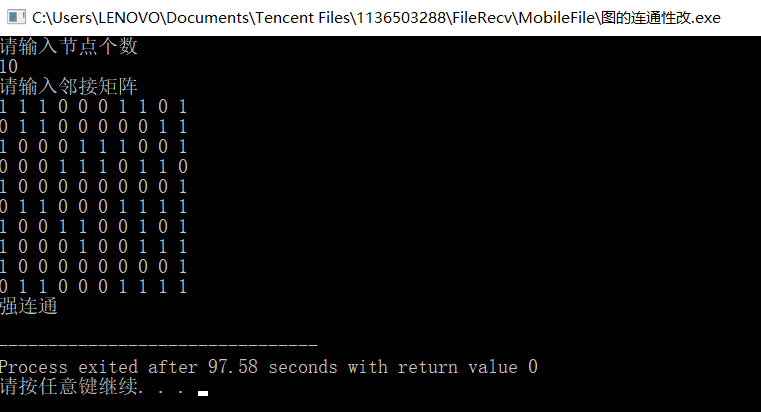 C:\Users\LENOVO\Documents\Tencent Files\1136503288\FileRecv\MobileFile\图的连通性改.exe
请输入节点个数
10
请输入邻接矩阵
1 1 1 0 0 0 1 1 0 1
0 1 1 0 0 0 0 0 1 1
1 0 0 0 1 1 1 0 0 1
0 0 0 1 1 1 0 1 1 0
1 0 0 0 0 0 0 0 0 1
0 1 1 0 0 0 1 1 1 1
1 0 0 1 1 0 0 1 0 1
1 0 0 0 1 0 0 1 1 1
1 0 0 0 0 0 0 0 0 1
0 1 1 0 0 0 1 1 1 1
强连通
--------------------------------
Process exited after 97.58 seconds with return value 0
请按任意键继续. . .